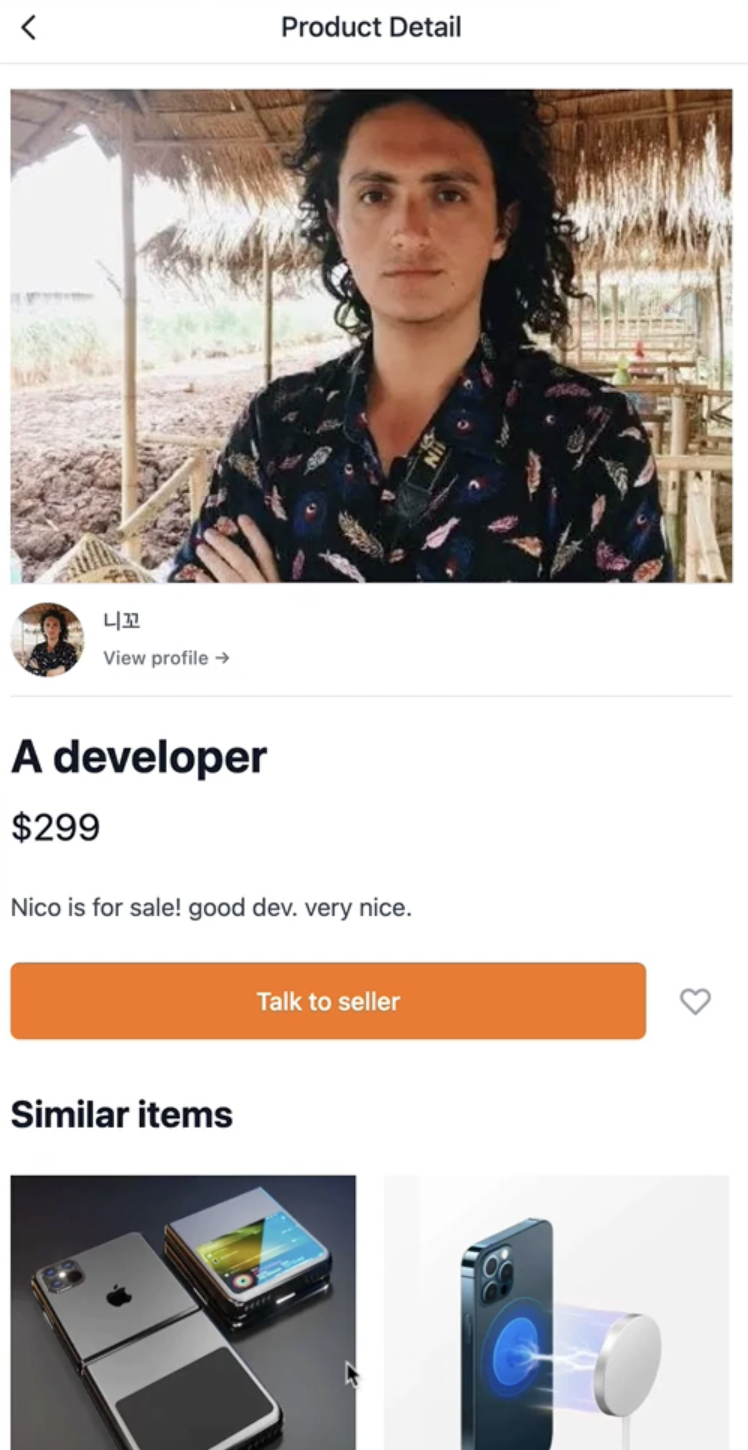 Product Detail
니꼬
View profile →
A developer
$299
Nico is for sale! good dev. very nice.
Talk to seller
Similar items